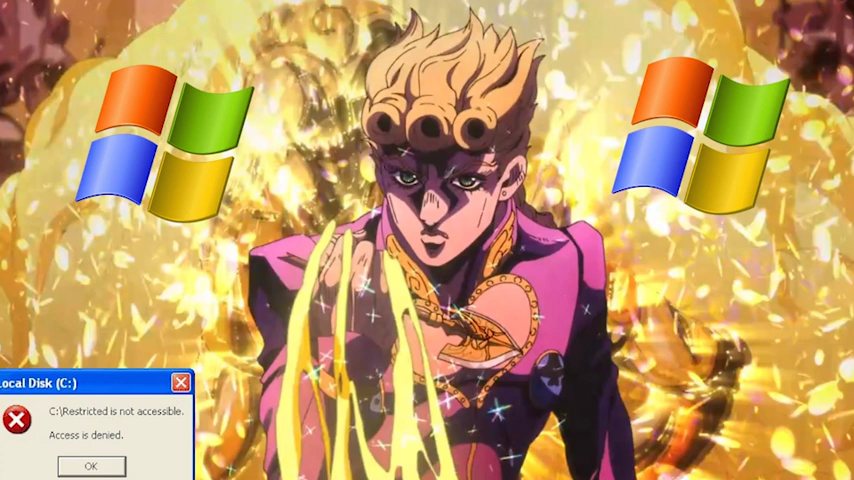 Local Disk (C:)
C:\Restricted is not accessible.
Access is denied.
OK